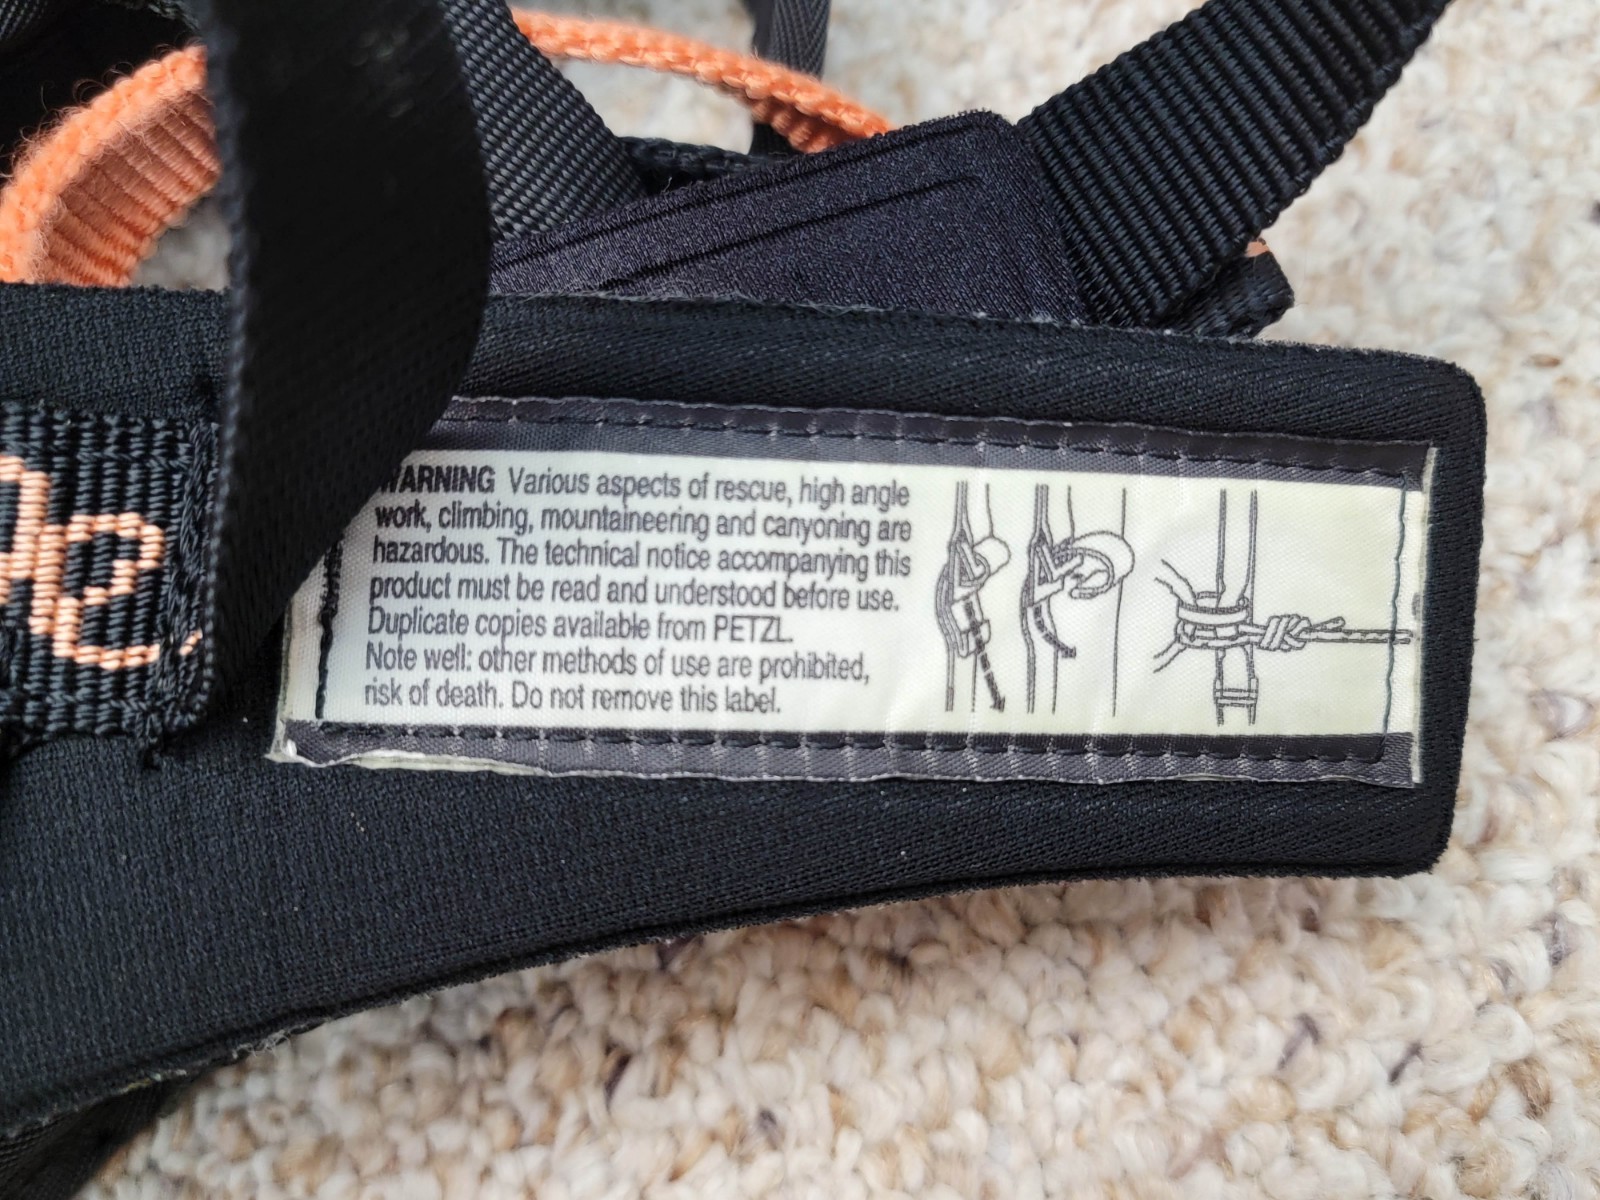 WARNING Various aspects of rescue, high angle
work, climbing, mountaineering and canyoning are
hazardous. The technical notice accompanying this
product must be read and understood before use.
Duplicate copies available from PETZL.
Note well: other methods of use are prohibited,
risk of death. Do not remove this label.